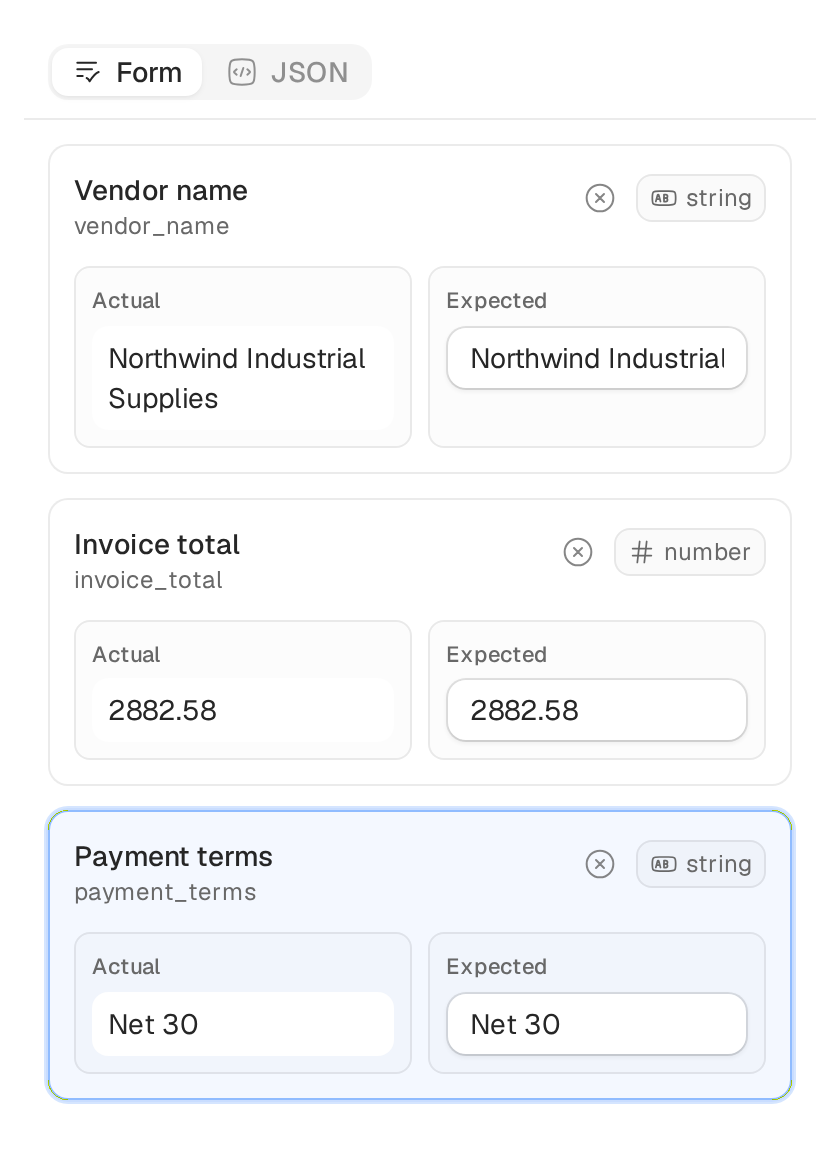 Form JSON
Vendor name
vendor_name
string
Actual
Northwind Industrial
Supplies
Expected
Northwind Industrial
Invoice total
invoice_total
number
Actual
2882.58
Expected
2882.58
Payment terms
payment_terms
string
Actual
Net 30
Expected
Net 30